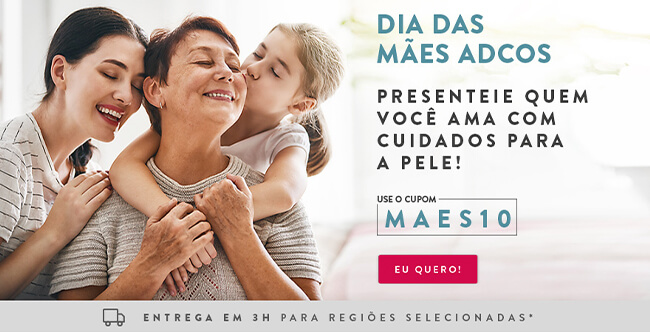 DIA DAS
MÃES ADCOS
PRESENTEIE QUEM
VOCÊ AMA COM
CUIDADOS PARA
A PELE!
USE O CUPOM
MAES10
EU QUERO!
ENTREGA EM 3H PARA REGIÕES SELECIONADAS*